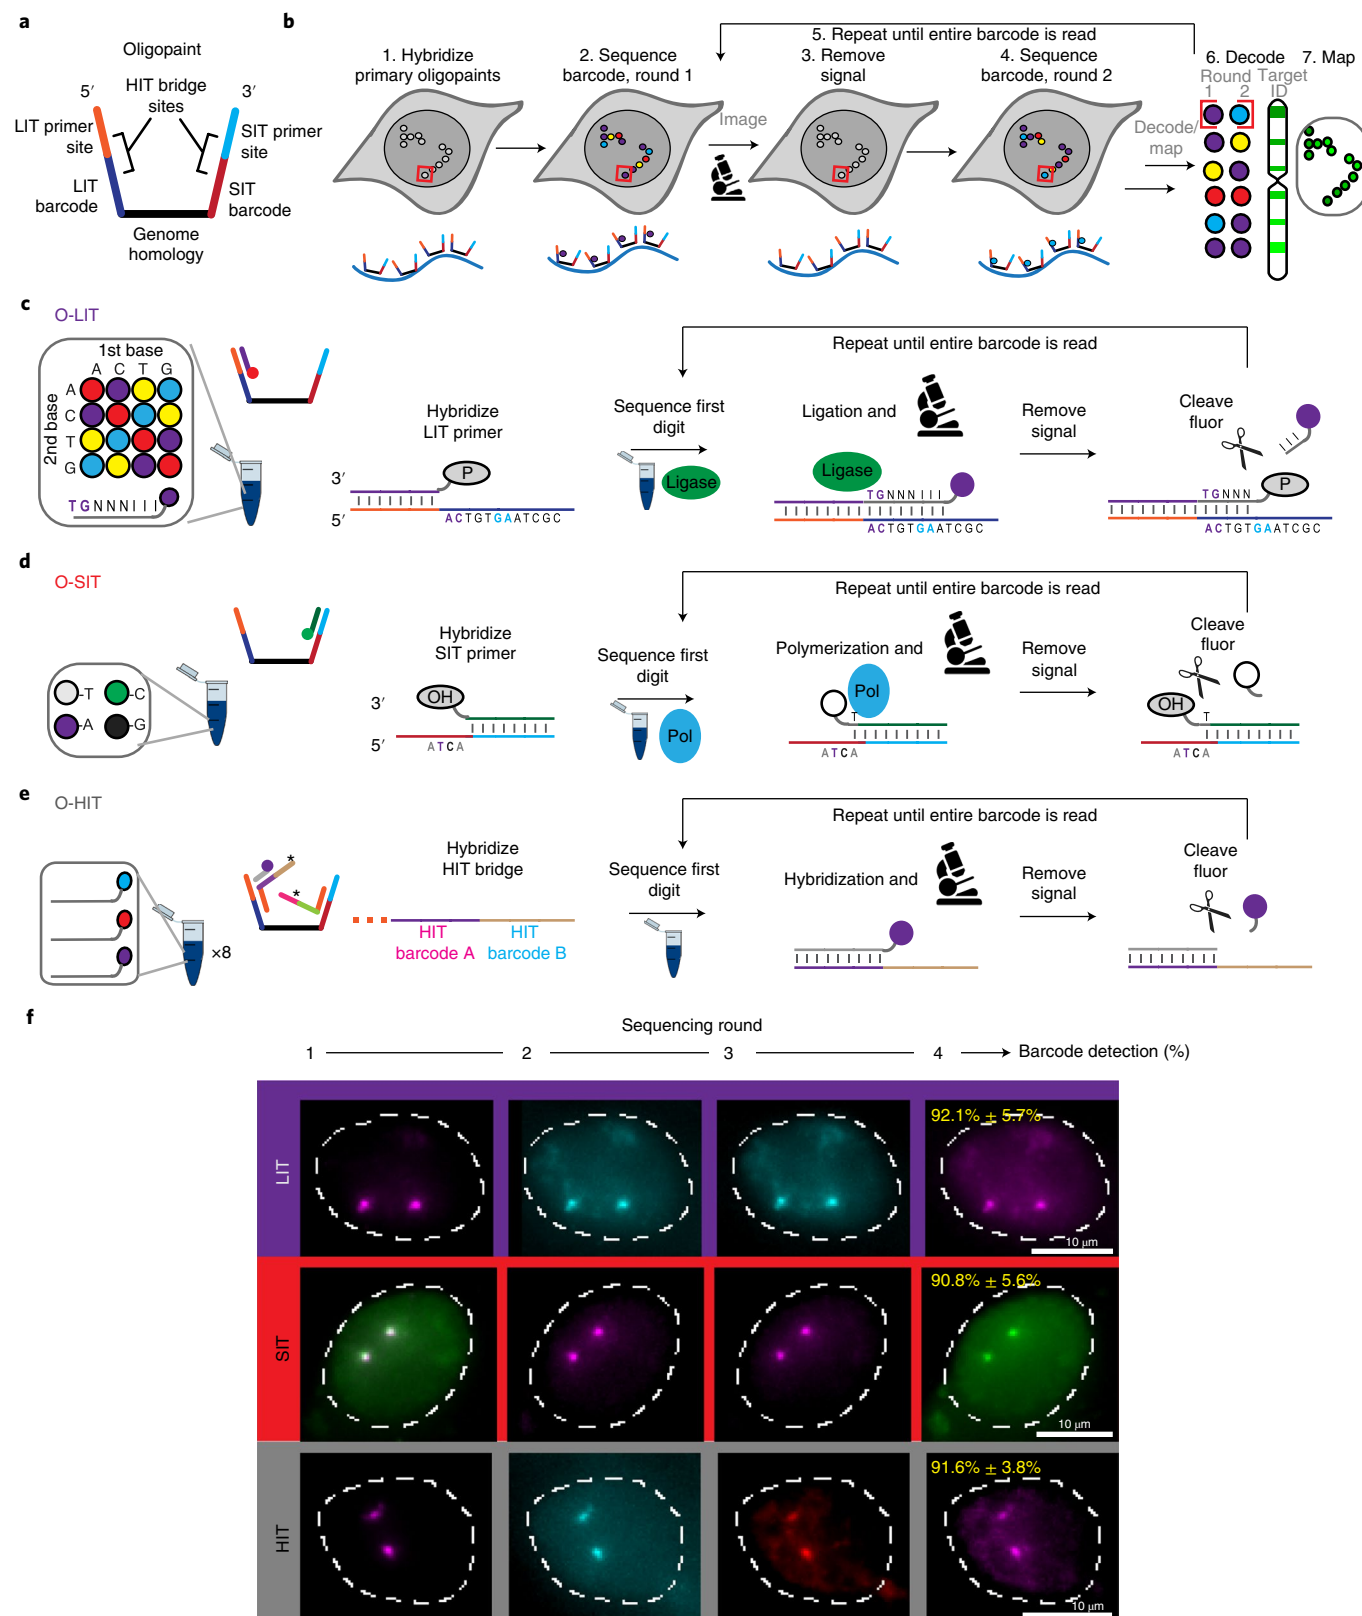 a
Oligopaint
HIT bridge
sites
5′
3′
LIT primer
site
SIT primer
site
LIT
barcode
SIT
barcode
Genome
homology
b
5. Repeat until entire barcode is read
1. Hybridize
primary oligopaints
2. Sequence
barcode, round 1
Image
3. Remove
signal
4. Sequence
barcode, round 2
Decode/
map
6. Decode
Round
1 2
Target
ID
7. Map
c
O-LIT
1st base
A C T G
2nd base
A
C
T
G
TGNNNIII
Hybridize
LIT primer
3′
P
5′
ACTGTGAATCGC
Repeat until entire barcode is read
Sequence first
digit
Ligase
Ligation and
Ligase
TGNNNIII
ACTGTGAATCGC
Remove
signal
Cleave
fluor
P
TGNNN
ACTGTGAATCGC
d
O-SIT
-T
-C
-A
-G
Hybridize
SIT primer
OH
3′
5′
ATCA
Repeat until entire barcode is read
Sequence first
digit
Pol
Polymerization and
Pol
T
ATCA
Remove
signal
Cleave
fluor
OH
T
ATCA
e
O-HIT
×8
*
*
Hybridize
HIT bridge
HIT
barcode A
HIT
barcode B
Repeat until entire barcode is read
Sequence first
digit
Hybridization and
Remove
signal
Cleave
fluor
f
Sequencing round
1 2 3 4 Barcode detection (%)
LIT
92.1% ± 5.7%
10 μm
SIT
90.8% ± 5.6%
10 μm
HIT
91.6% ± 3.8%
10 μm